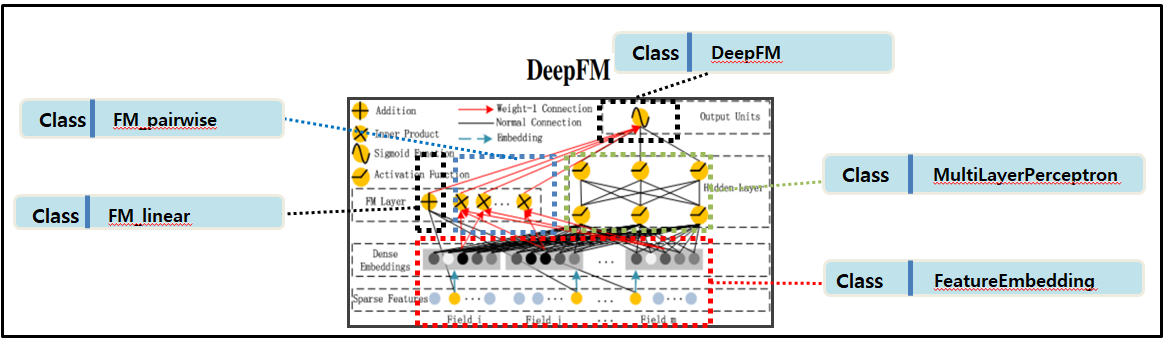 Class DeepFM
DeepFM
Class FM_pairwise
Addition
Weight-1 Connection
Output Units
Normal Connection
Inner Product
Embedding
Sigmoid Function
Activation Function
Class MultiLayerPerceptron
Hidden Layer
FM Layer
Class FM_linear
Dense
Embeddings
...
Class FeatureEmbedding
Sparse Features
Field i
Field j
...
Field m